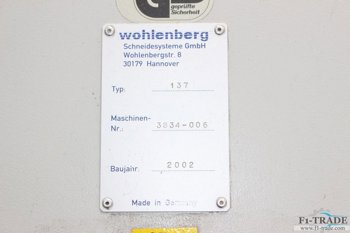 geprüfte
Sicherheit
wohlenberg
Schneidesysteme GmbH
Wohlenbergstr. 8
30179 Hannover
Typ: 137
Maschinen-
Nr.: 3834-006
Baujahr. 2002
Made in Germany
F1-TRADE
www.f1-trade.com